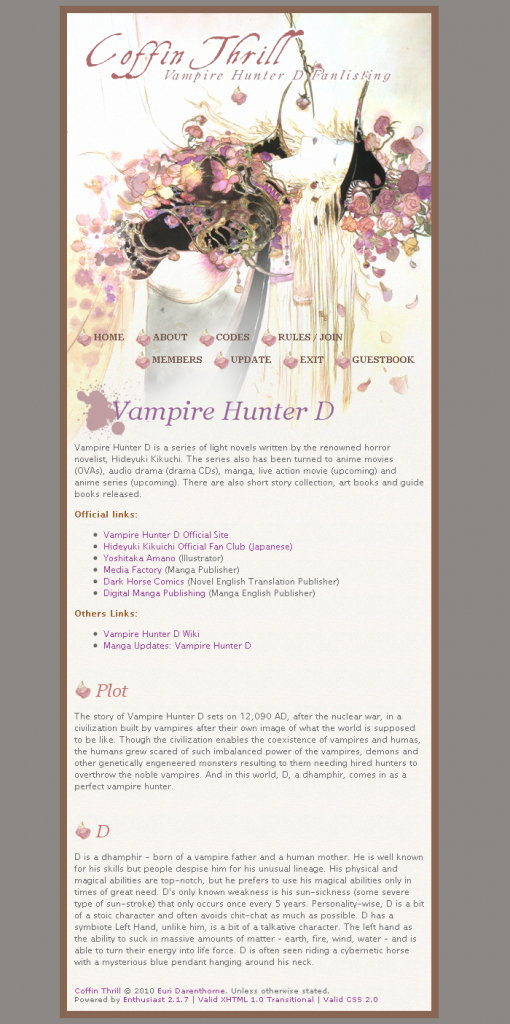 Coffin Thrill
Vampire Hunter D Fanlisting
HOME ABOUT CODES RULES / JOIN
MEMBERS UPDATE EXIT GUESTBOOK
Vampire Hunter D
Vampire Hunter D is a series of light novels written by the renowned horror
novelist, Hideyuki Kikuchi. The series also has been turned to anime movies
(OVAs), audio drama (drama CDs), manga, live action movie (upcoming) and
anime series (upcoming). There are also short story collection, art books and guide
books released.
Official links:
Vampire Hunter D Official Site
Hideyuki Kikuichi Official Fan Club (Japanese)
Yoshitaka Amano (Illustrator)
Media Factory (Manga Publisher)
Dark Horse Comics (Novel English Translation Publisher)
Digital Manga Publishing (Manga English Publisher)
Others Links:
Vampire Hunter D Wiki
Manga Updates: Vampire Hunter D
Plot
The story of Vampire Hunter D sets on 12,090 AD, after the nuclear war, in a
civilization built by vampires after their own image of what the world is supposed
to be like. Though the civilization enables the coexistence of vampires and humas,
the humans grew scared of such imbalanced power of the vampires, demons and
other genetically engeneered monsters resulting to them needing hired hunters to
overthrow the noble vampires. And in this world, D, a dhamphir, comes in as a
perfect vampire hunter.
D
D is a dhamphir - born of a vampire father and a human mother. He is well known
for his skills but people despise him for his unusual lineage. His physical and
magical abilities are top-notch, but he prefers to use his magical abilities only in
times of great need. D's only known weakness is his sun-sickness (some severe
type of sun-stroke) that only occurs once every 5 years. Personality-wise, D is a bit
of a stoic character and often avoids chit-chat as much as possible. D has a
symbiote Left Hand, unlike him, is a bit of a talkative character. The left hand as
the ability to suck in massive amounts of matter - earth, fire, wind, water - and is
able to turn their energy into life force. D is often seen riding a cybernetic horse
with a mysterious blue pendant hanging around his neck.
Coffin Thrill © 2010 Euri Darenthorne. Unless otherwise stated.
Powered by Enthusiast 2.1.7 | Valid XHTML 1.0 Transitional | Valid CSS 2.0